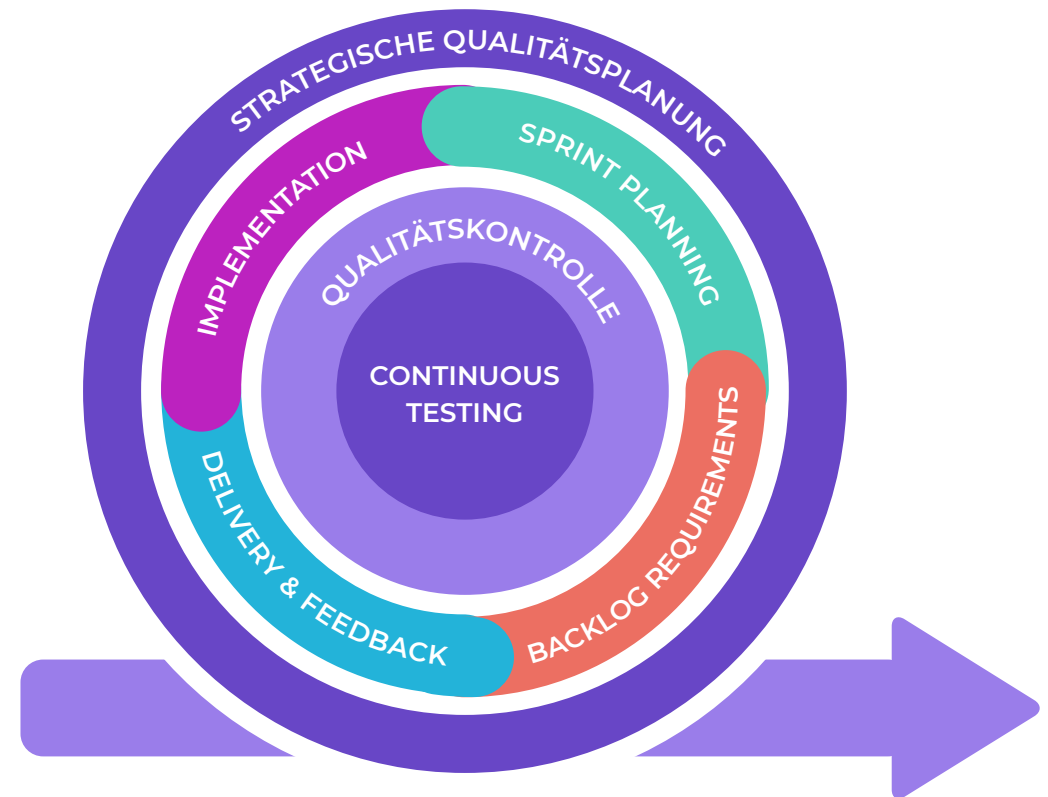 STRATEGISCHE QUALITÄTSPLANUNG
IMPLEMENTATION
SPRINT PLANNING
QUALITÄTSKONTROLLE
CONTINUOUS
TESTING
DELIVERY & FEEDBACK
BACKLOG REQUIREMENTS